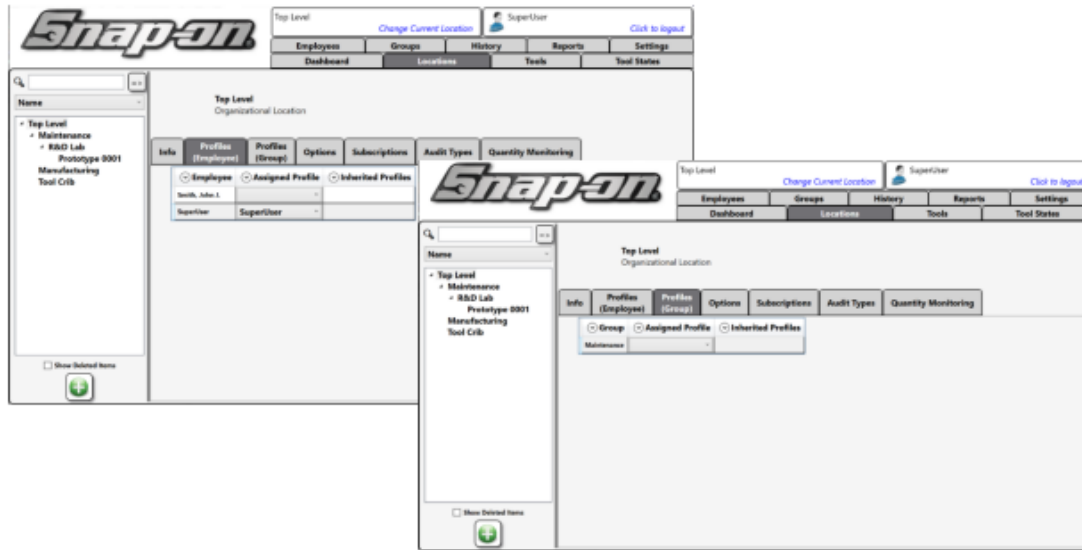 Snap-on
Top Level
Change Current Location
SuperUser
Click to logout
Employees Groups History Reports Settings
Dashboard Locations Tools Tool States
Name
Top Level
Organizational Location
Top Level
Maintenance
R&D Lab
Prototype 0001
Manufacturing
Tool Crib
Info Profiles (Employee) Profiles (Group) Options Subscriptions Audit Types Quantity Monitoring
Employee Assigned Profile Inherited Profiles
Smith, John J.
SuperUser SuperUser
Show Deleted Items
Snap-on
Top Level
Change Current Location
SuperUser
Click to logout
Employees Groups History Reports Settings
Dashboard Locations Tools Tool States
Name
Top Level
Organizational Location
Top Level
Maintenance
R&D Lab
Prototype 0001
Manufacturing
Tool Crib
Info Profiles (Employee) Profiles (Group) Options Subscriptions Audit Types Quantity Monitoring
Group Assigned Profile Inherited Profiles
Maintenance
Show Deleted Items